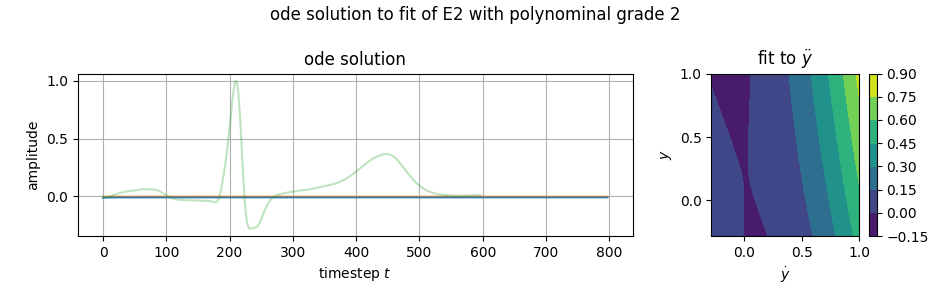 ode solution to fit of E2 with polynominal grade 2
ode solution
amplitude
1.0
0.5
0.0
0 100 200 300 400 500 600 700 800
timestep t
fit to ÿ
y
1.0
0.5
0.0
0.0 0.5 1.0
ẏ
0.90
0.75
0.60
0.45
0.30
0.15
0.00
−0.15